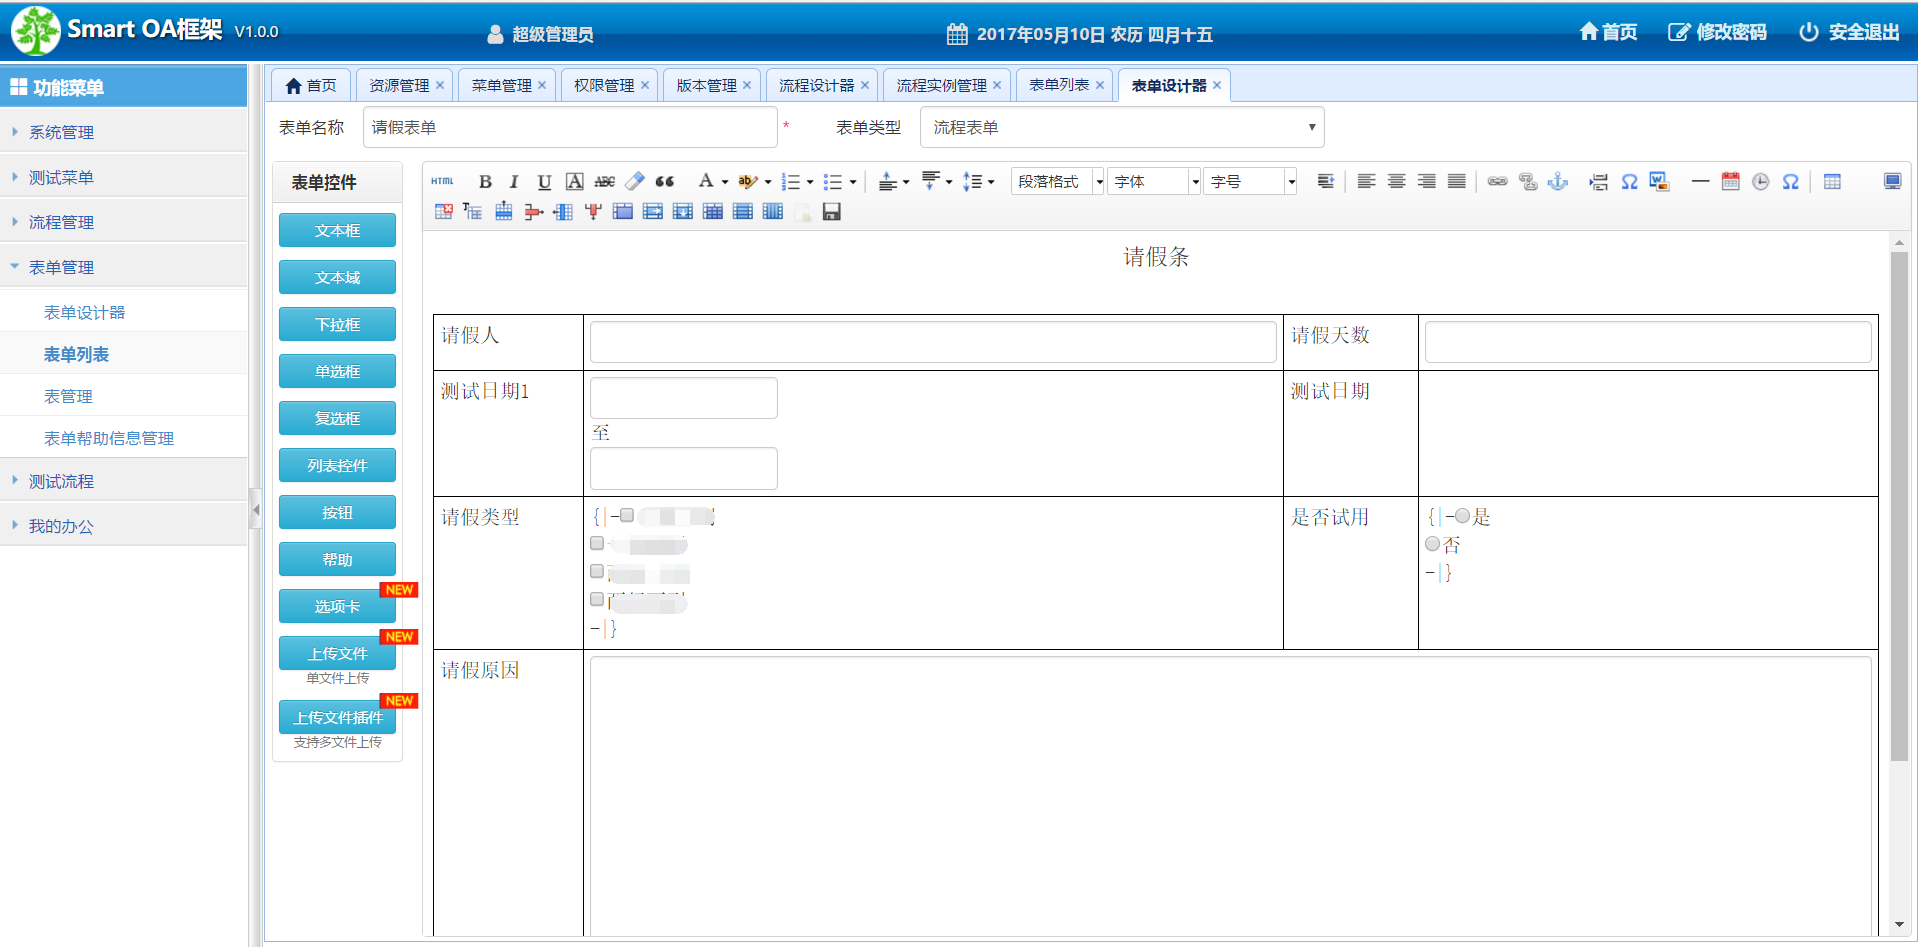 Smart OA框架 V1.0.0
超级管理员
2017年05月10日 农历 四月十五
首页
修改密码
安全退出
功能菜单
系统管理
测试菜单
流程管理
表单管理
表单设计器
表单列表
表管理
表单帮助信息管理
测试流程
我的办公
首页
资源管理 ×
菜单管理 ×
权限管理 ×
版本管理 ×
流程设计器 ×
流程实例管理 ×
表单列表 ×
表单设计器 ×
表单名称
请假表单
*
表单类型
流程表单
表单控件
文本框
文本域
下拉框
单选框
复选框
列表控件
按钮
帮助
选项卡
NEW
上传文件
NEW
单文件上传
上传文件插件
NEW
支持多文件上传
HTML
B I U A ABC
段落格式
字体
字号
请假条
请假人
请假天数
测试日期1
至
测试日期
请假类型
{|-
-|}
是否试用
{|-是
否
-|}
请假原因